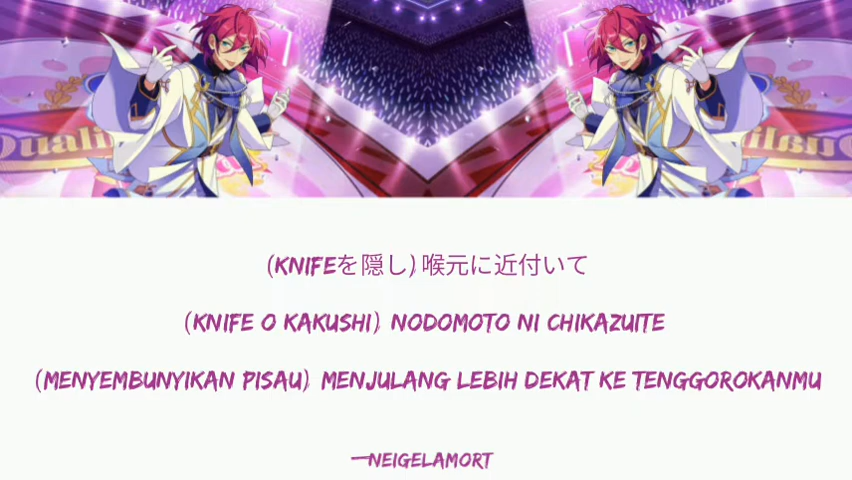 (KNIFEを隠し) 喉元に近付いて
(KNIFE O KAKUSHI) NODOMOTO NI CHIKAZUITE
(MENYEMBUNYIKAN PISAU) MENJULANG LEBIH DEKAT KE TENGGOROKANMU
—NEIGELAMORT